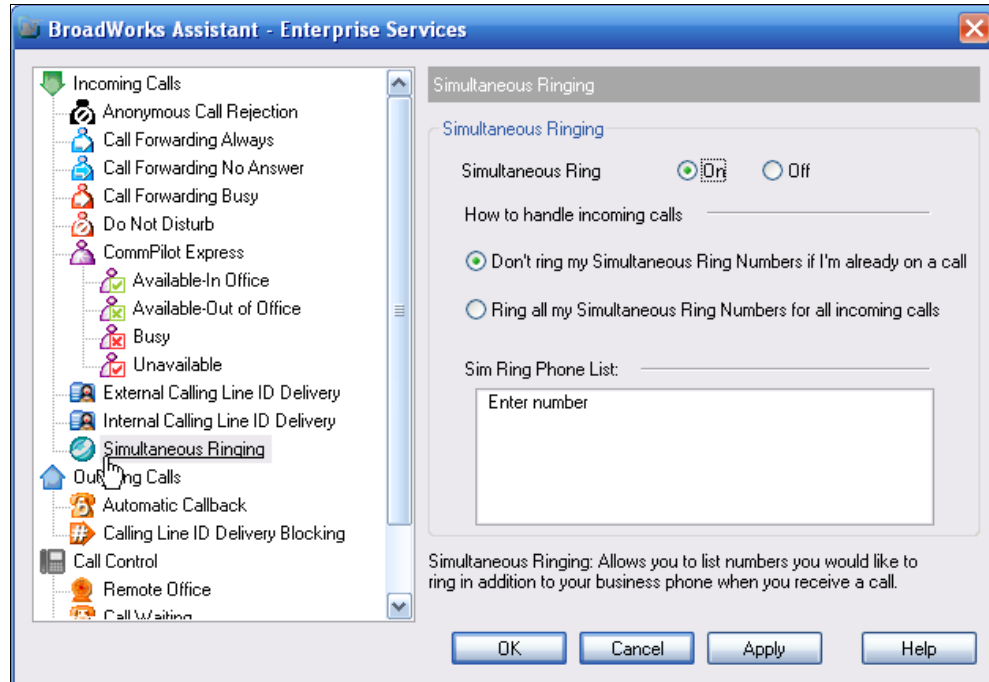 BroadWorks Assistant - Enterprise Services
Incoming Calls
Anonymous Call Rejection
Call Forwarding Always
Call Forwarding No Answer
Call Forwarding Busy
Do Not Disturb
CommPilot Express
Available-In Office
Available-Out of Office
Busy
Unavailable
External Calling Line ID Delivery
Internal Calling Line ID Delivery
Simultaneous Ringing
Calls
Automatic Callback
Calling Line ID Delivery Blocking
Call Control
Remote Office
Call Waiting
Simultaneous Ringing
Simultaneous Ringing
Simultaneous Ring On Off
How to handle incoming calls
Don't ring my Simultaneous Ring Numbers if I'm already on a call
Ring all my Simultaneous Ring Numbers for all incoming calls
Sim Ring Phone List:
Enter number
Simultaneous Ringing: Allows you to list numbers you would like to
ring in addition to your business phone when you receive a call.
OK Cancel Apply Help